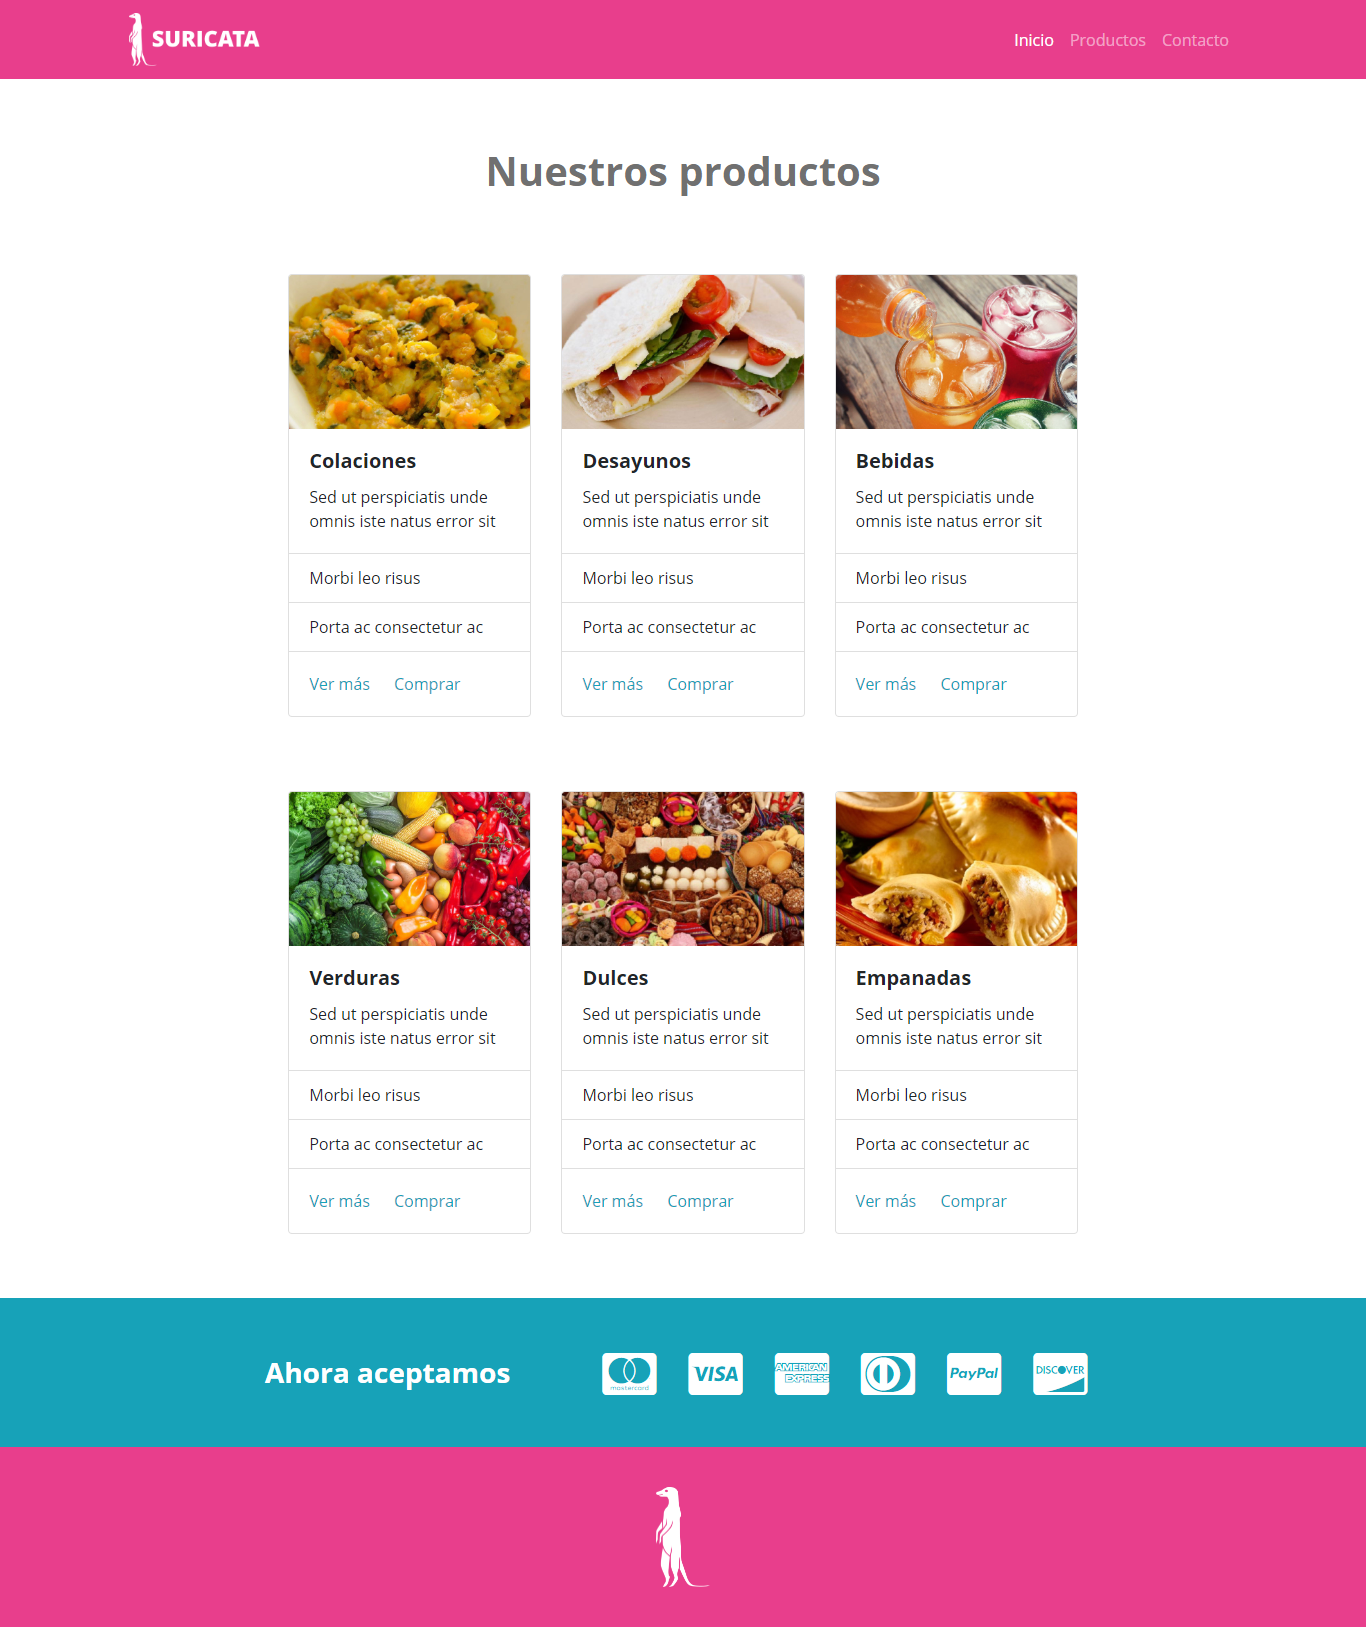 SURICATA
Inicio Productos Contacto
Nuestros productos
Colaciones
Sed ut perspiciatis unde
omnis iste natus error sit
Morbi leo risus
Porta ac consectetur ac
Ver más Comprar
Desayunos
Sed ut perspiciatis unde
omnis iste natus error sit
Morbi leo risus
Porta ac consectetur ac
Ver más Comprar
Bebidas
Sed ut perspiciatis unde
omnis iste natus error sit
Morbi leo risus
Porta ac consectetur ac
Ver más Comprar
Verduras
Sed ut perspiciatis unde
omnis iste natus error sit
Morbi leo risus
Porta ac consectetur ac
Ver más Comprar
Dulces
Sed ut perspiciatis unde
omnis iste natus error sit
Morbi leo risus
Porta ac consectetur ac
Ver más Comprar
Empanadas
Sed ut perspiciatis unde
omnis iste natus error sit
Morbi leo risus
Porta ac consectetur ac
Ver más Comprar
Ahora aceptamos
mastercard
VISA
AMERICAN
EXPRESS
PayPal
DISCOVER